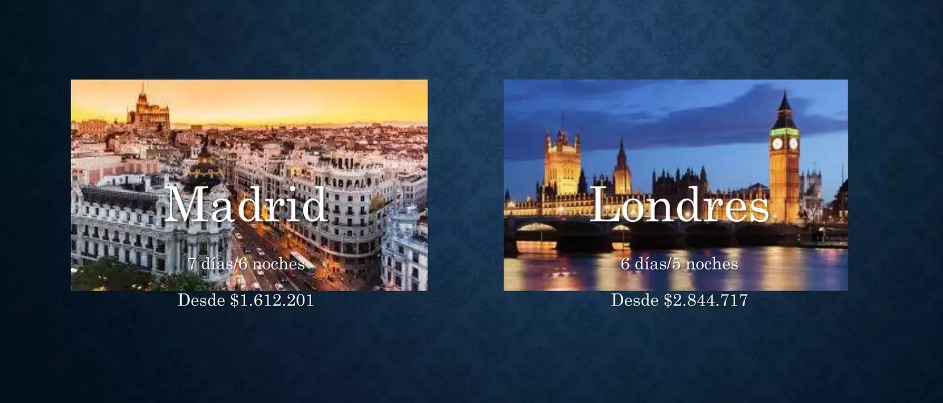 Madrid
7 días/6 noches
Desde $1.612.201
Londres
6 días/5 noches
Desde $2.844.717